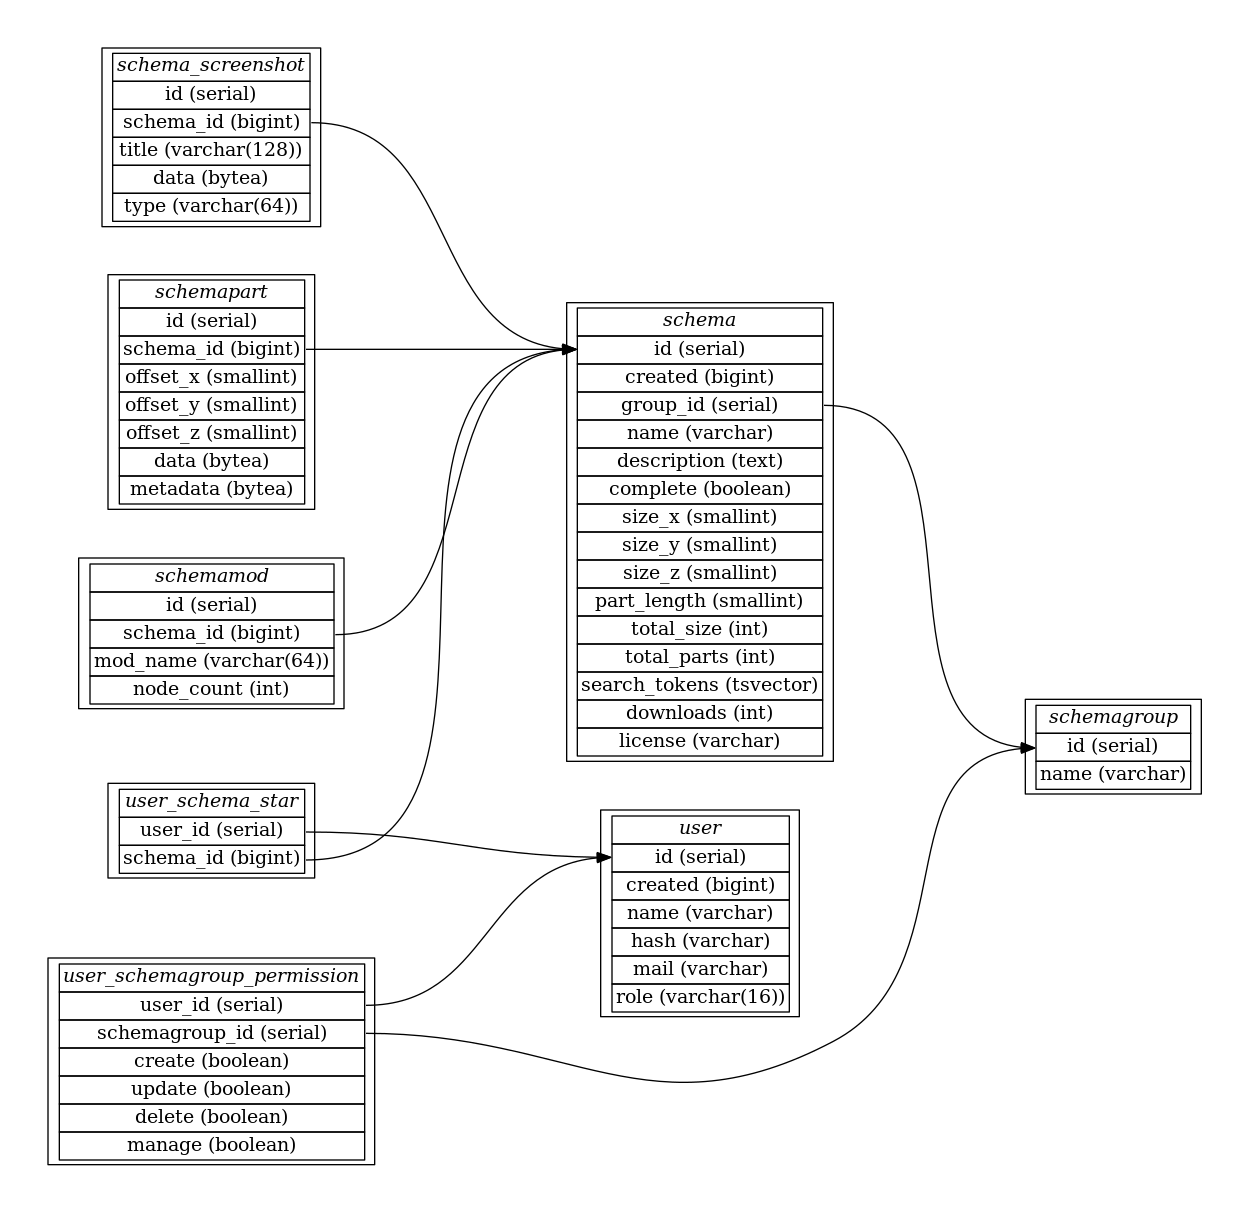 schema_screenshot
id (serial)
schema_id (bigint)
title (varchar(128))
data (bytea)
type (varchar(64))
schemapart
id (serial)
schema_id (bigint)
offset_x (smallint)
offset_y (smallint)
offset_z (smallint)
data (bytea)
metadata (bytea)
schemamod
id (serial)
schema_id (bigint)
mod_name (varchar(64))
node_count (int)
user_schema_star
user_id (serial)
schema_id (bigint)
user_schemagroup_permission
user_id (serial)
schemagroup_id (serial)
create (boolean)
update (boolean)
delete (boolean)
manage (boolean)
schema
id (serial)
created (bigint)
group_id (serial)
name (varchar)
description (text)
complete (boolean)
size_x (smallint)
size_y (smallint)
size_z (smallint)
part_length (smallint)
total_size (int)
total_parts (int)
search_tokens (tsvector)
downloads (int)
license (varchar)
user
id (serial)
created (bigint)
name (varchar)
hash (varchar)
mail (varchar)
role (varchar(16))
schemagroup
id (serial)
name (varchar)